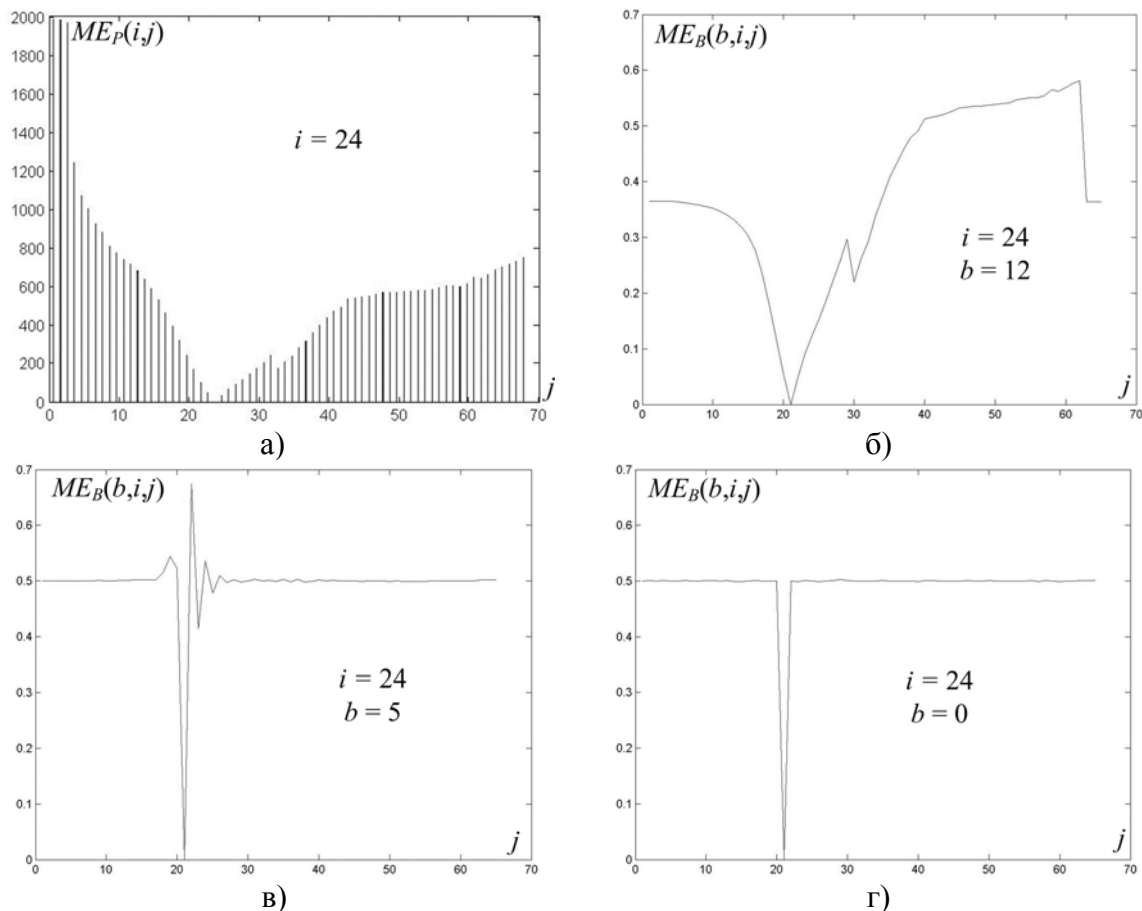 ME_P(i,j)
2000
1800
1600
1400
1200
1000
800
600
400
200
0
i = 24
0 10 20 30 40 50 60 70
j
а)
ME_B(b,i,j)
0.7
0.6
0.5
0.4
0.3
0.2
0.1
0
i = 24
b = 12
0 10 20 30 40 50 60 70
j
б)
ME_B(b,i,j)
0.7
0.6
0.5
0.4
0.3
0.2
0.1
0
i = 24
b = 5
0 10 20 30 40 50 60 70
j
в)
ME_B(b,i,j)
0.7
0.6
0.5
0.4
0.3
0.2
0.1
0
i = 24
b = 0
0 10 20 30 40 50 60 70
j
г)